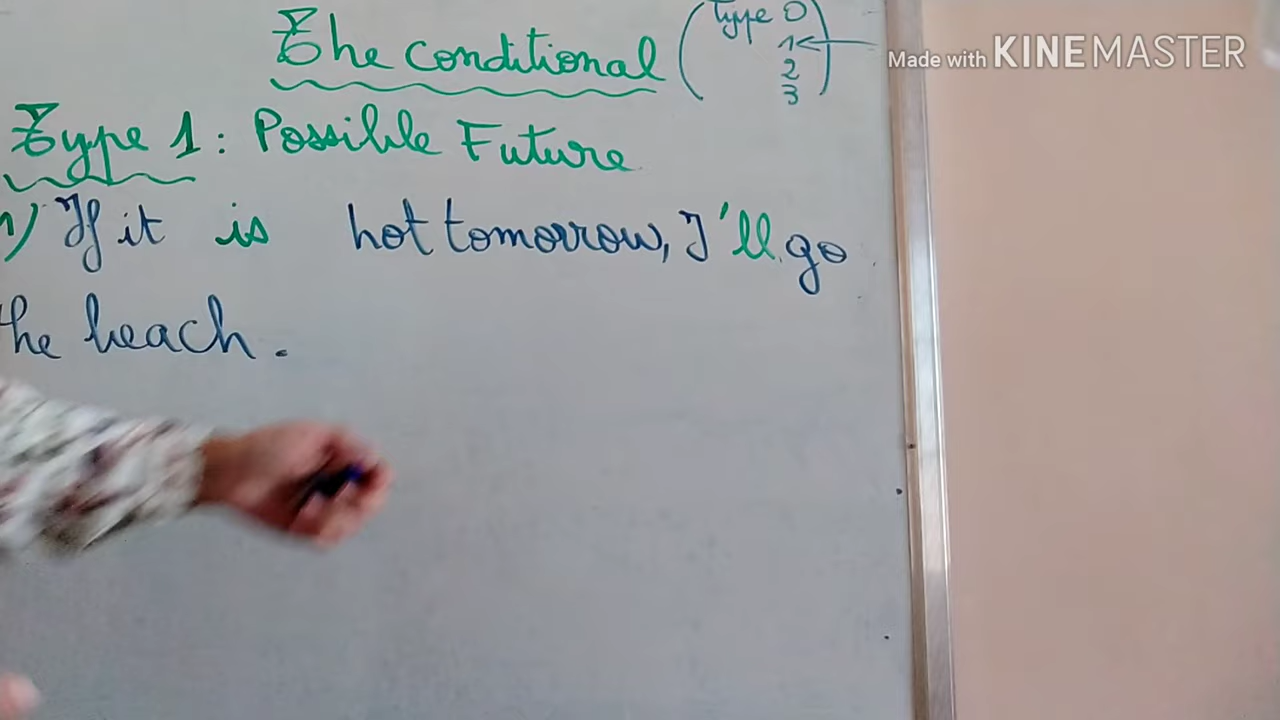 The conditional (Type 0
1 ←
2
3)
Made with KINEMASTER
Type 1 : Possible Future
1) If it is hot tomorrow, I'll go
the beach.